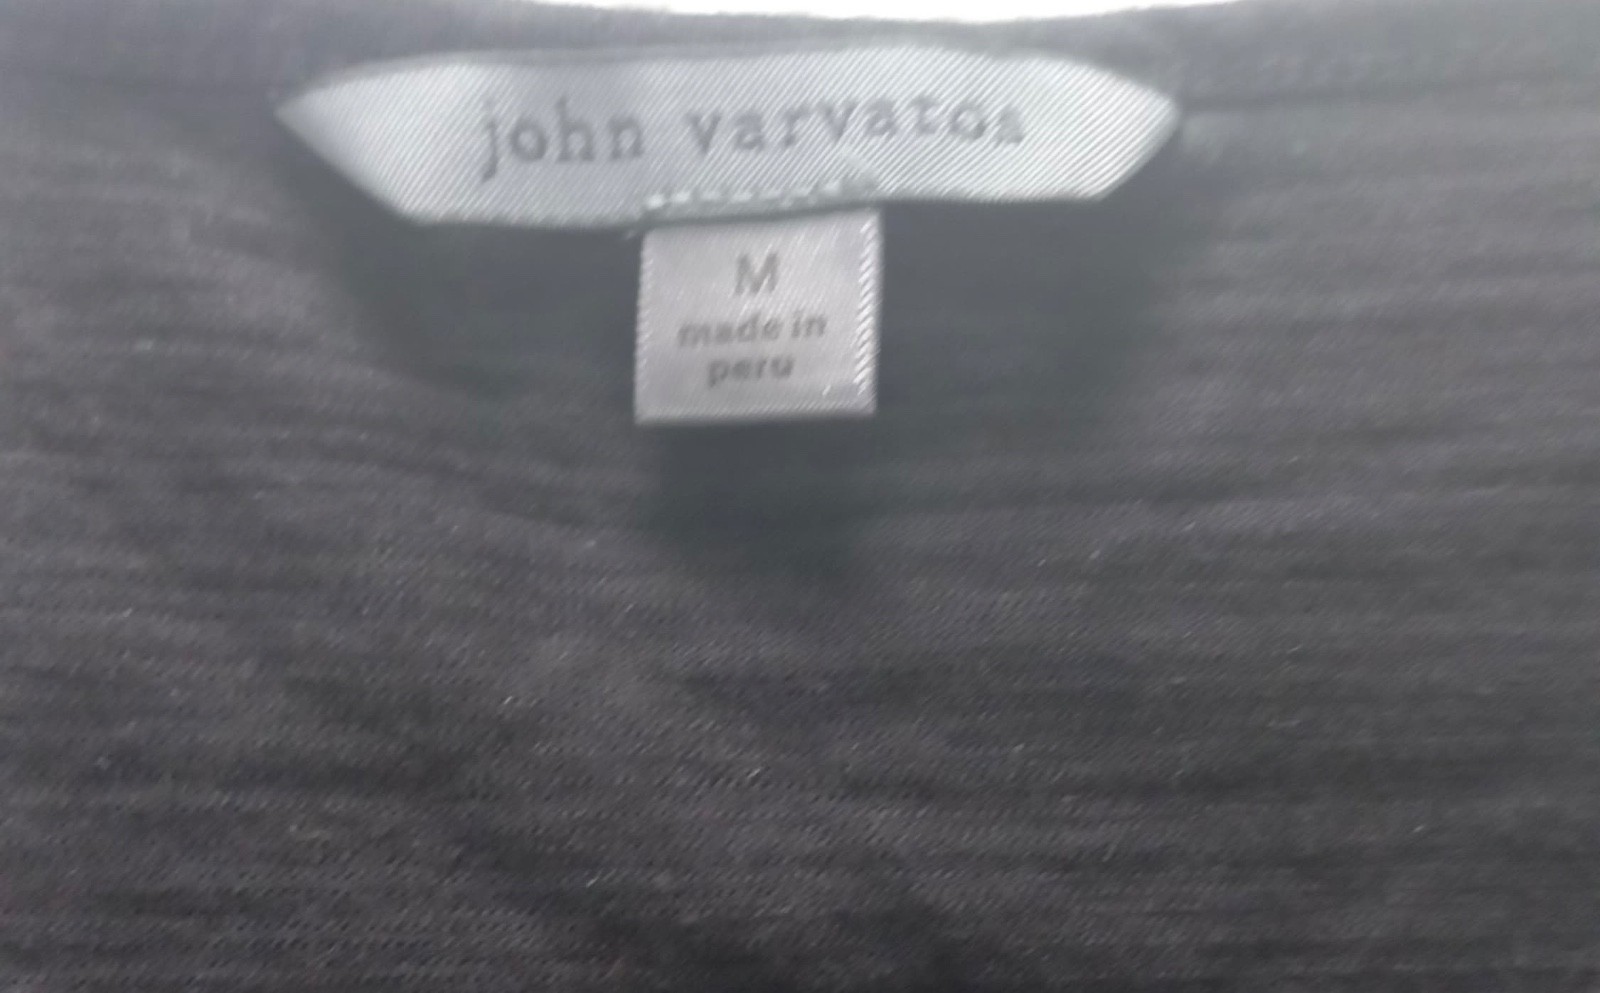 john varvatos
M
made in
peru